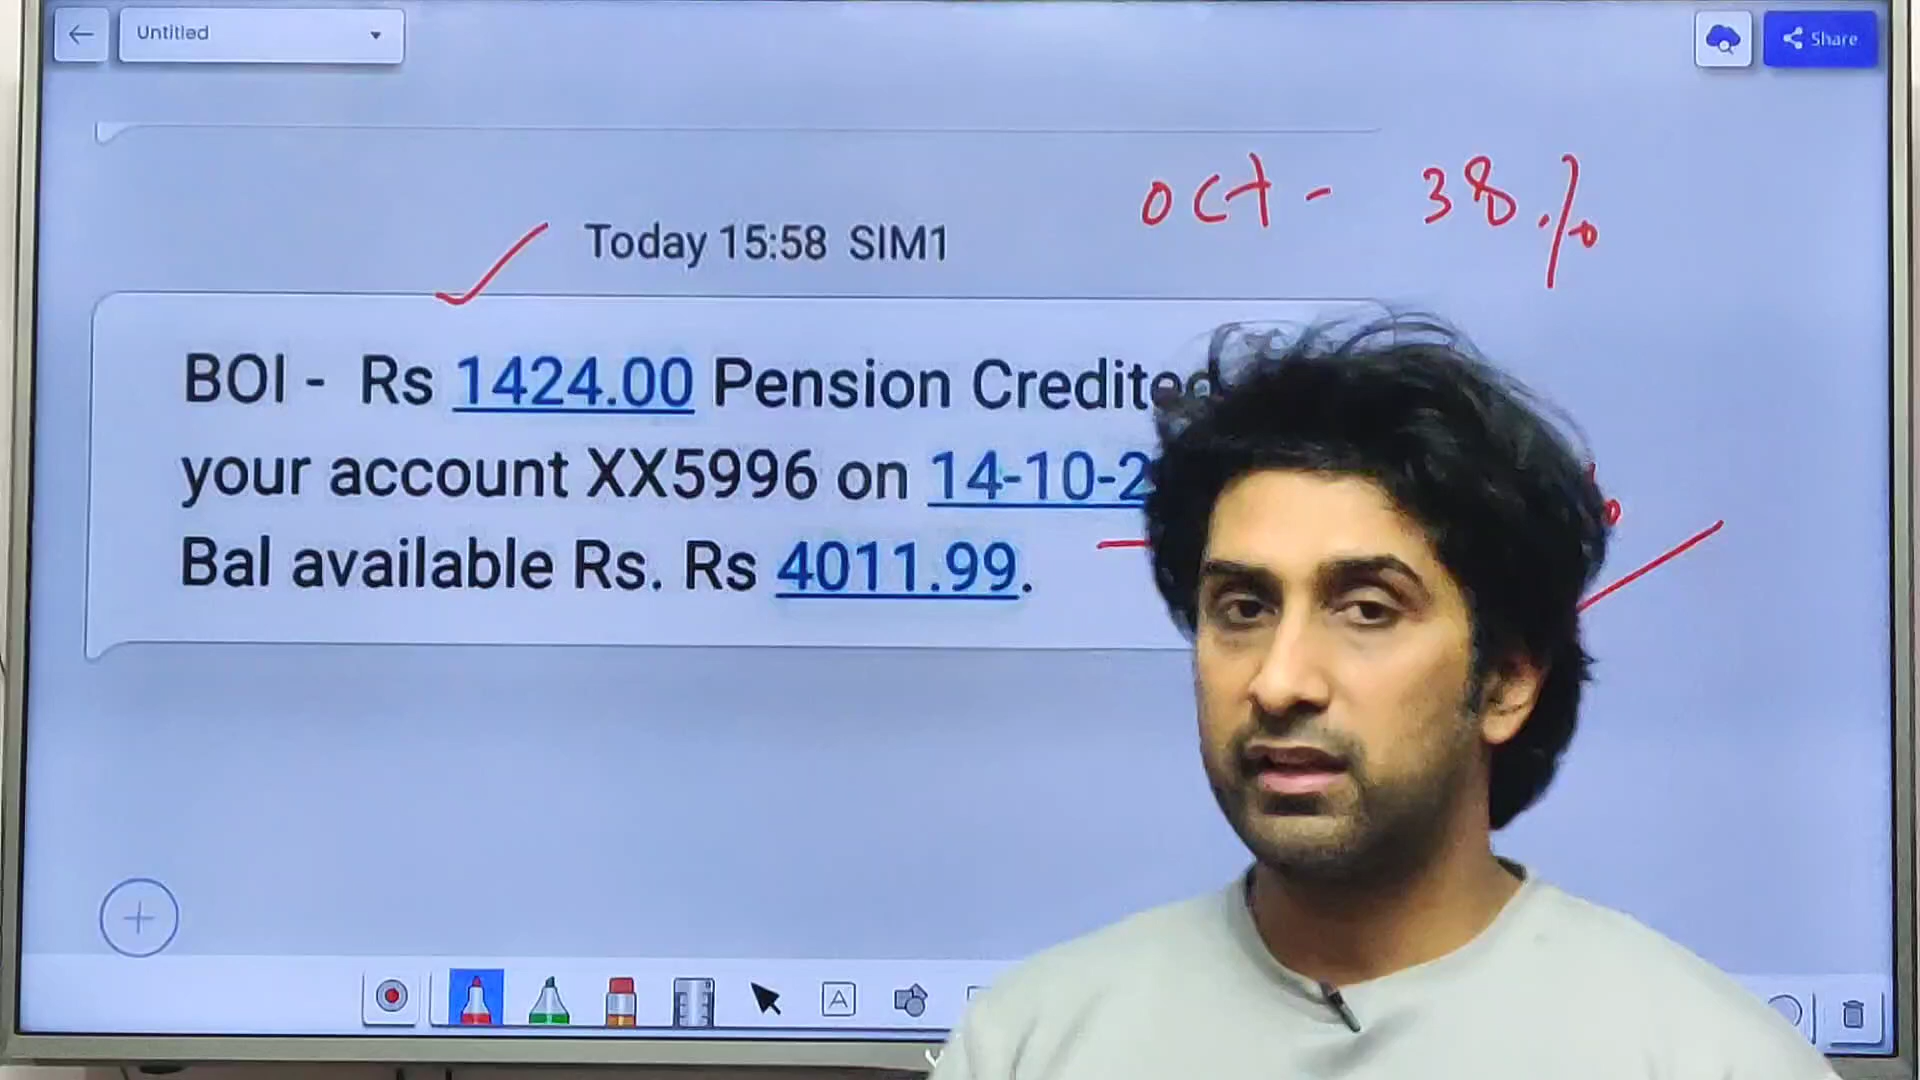 Untitled
Share
oct - 38%
Today 15:58 SIM1
BOI - Rs 1424.00 Pension Credited
your account XX5996 on 14-10-2
Bal available Rs. Rs 4011.99.